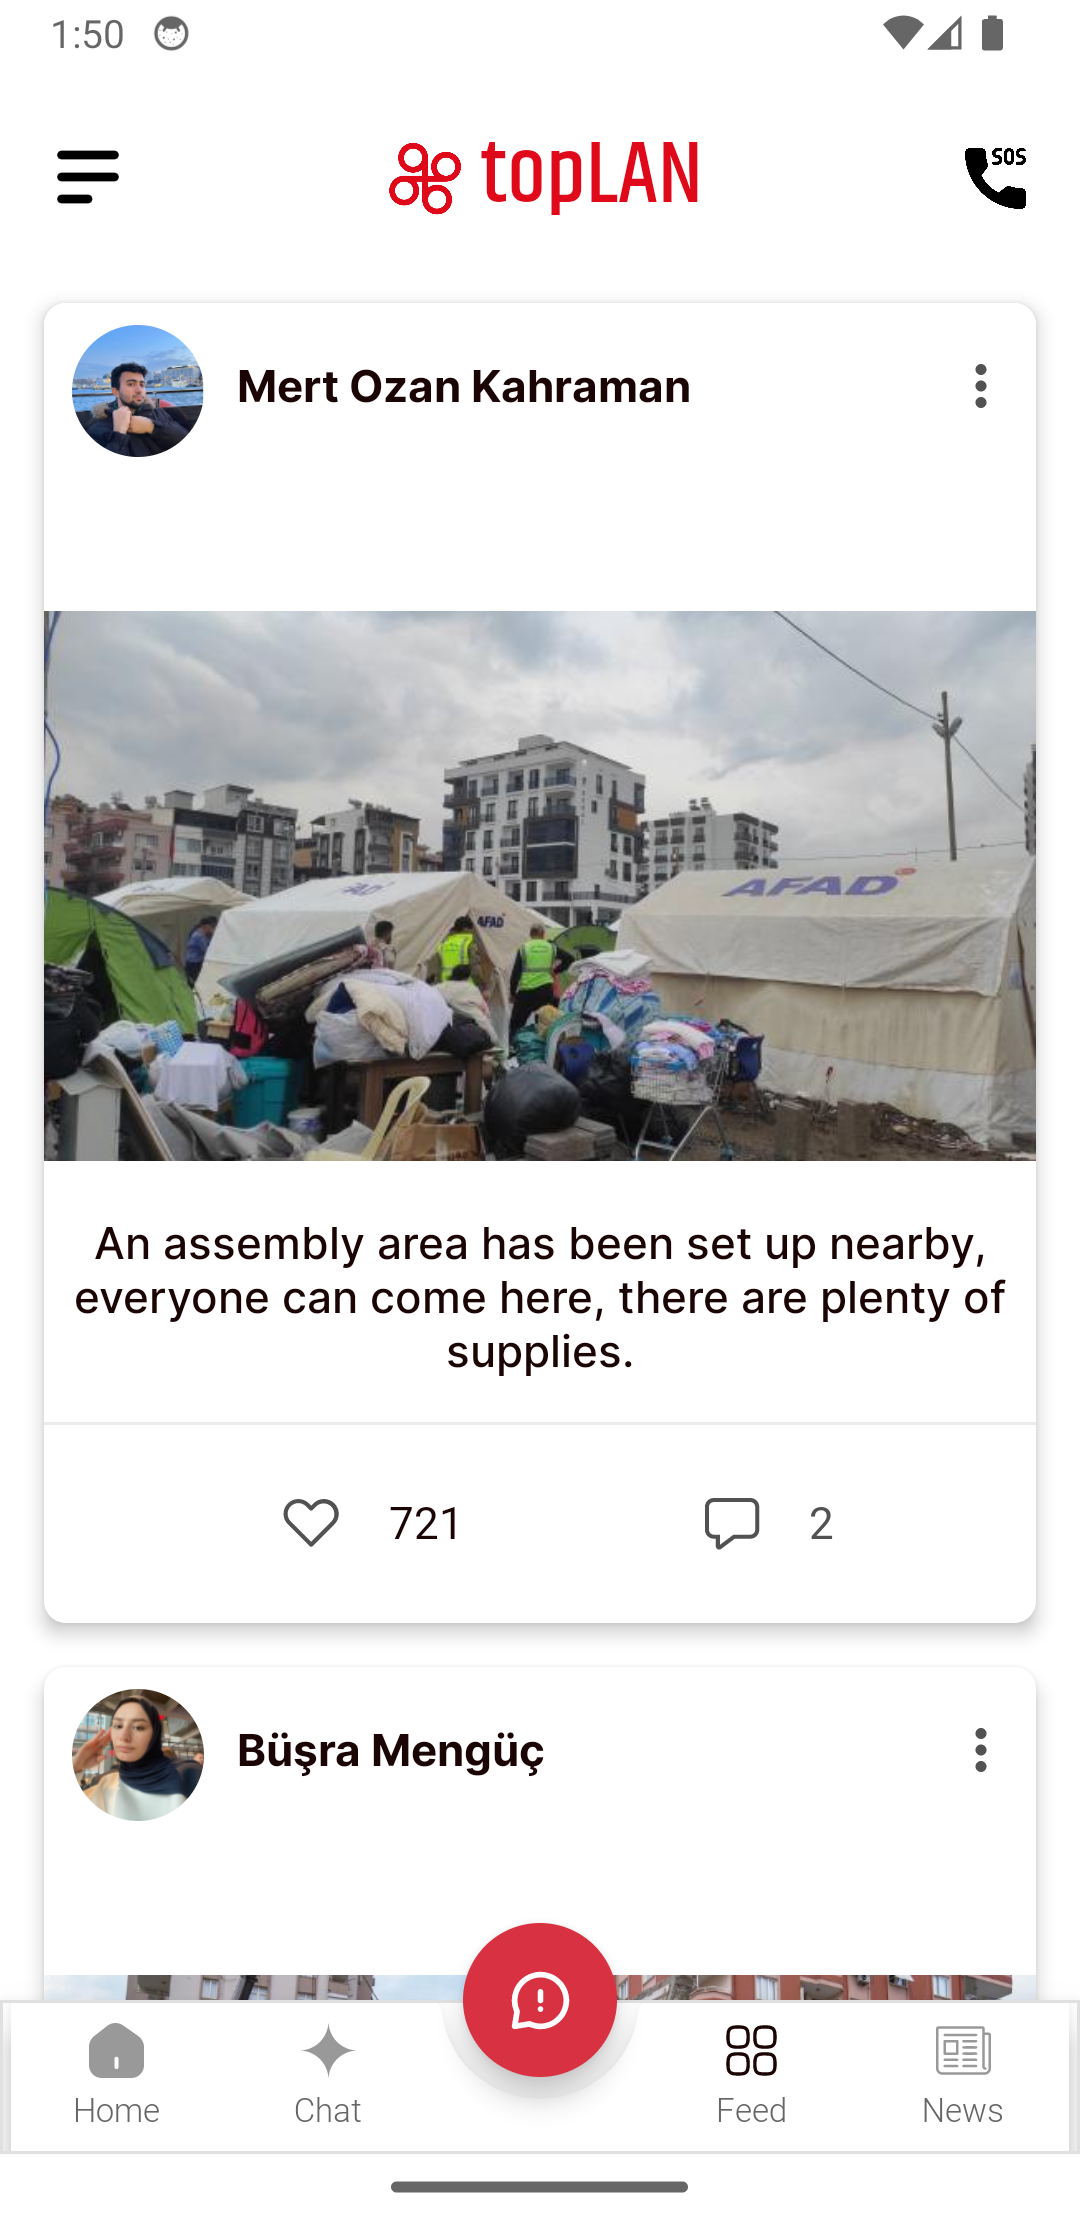 1:50
topLAN
SOS
Mert Ozan Kahraman
AFAD
AFAD
An assembly area has been set up nearby,
everyone can come here, there are plenty of
supplies.
721
2
Büşra Mengüç
Home
Chat
Feed
News